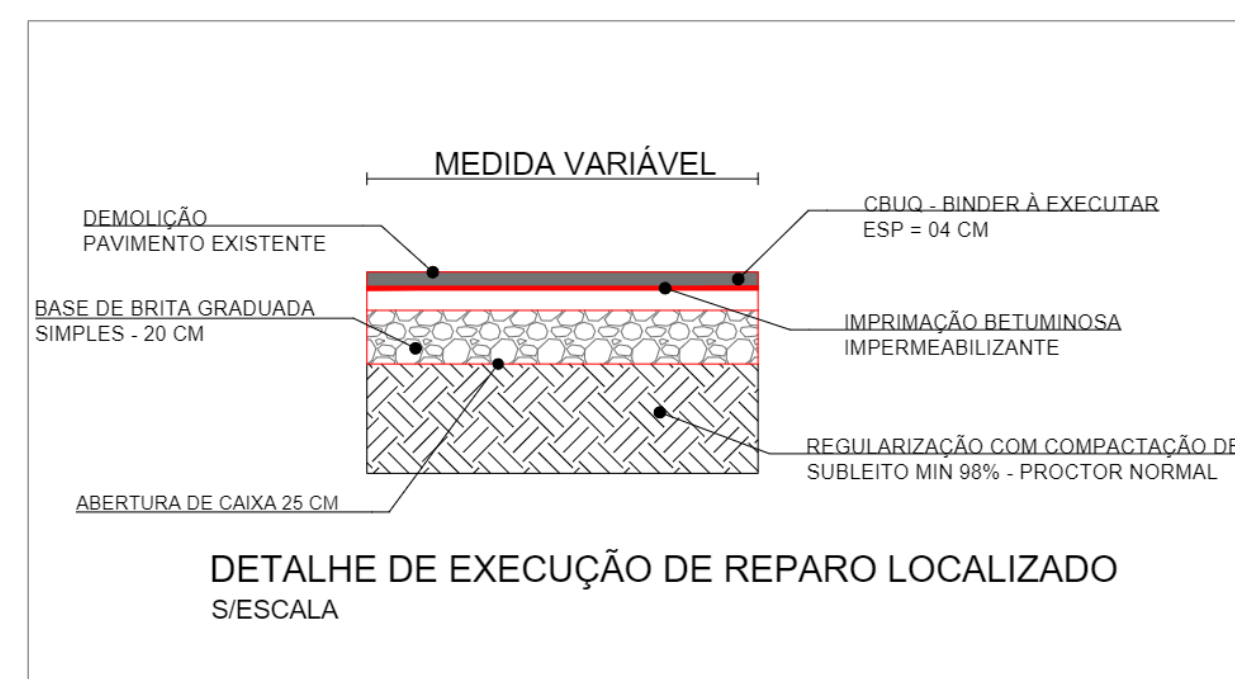 MEDIDA VARIÁVEL
DEMOLIÇÃO
PAVIMENTO EXISTENTE
CBUQ - BINDER À EXECUTAR
ESP = 04 CM
BASE DE BRITA GRADUADA
SIMPLES - 20 CM
IMPRIMAÇÃO BETUMINOSA
IMPERMEABILIZANTE
REGULARIZAÇÃO COM COMPACTAÇÃO DE
SUBLEITO MIN 98% - PROCTOR NORMAL
ABERTURA DE CAIXA 25 CM
DETALHE DE EXECUÇÃO DE REPARO LOCALIZADO
S/ESCALA